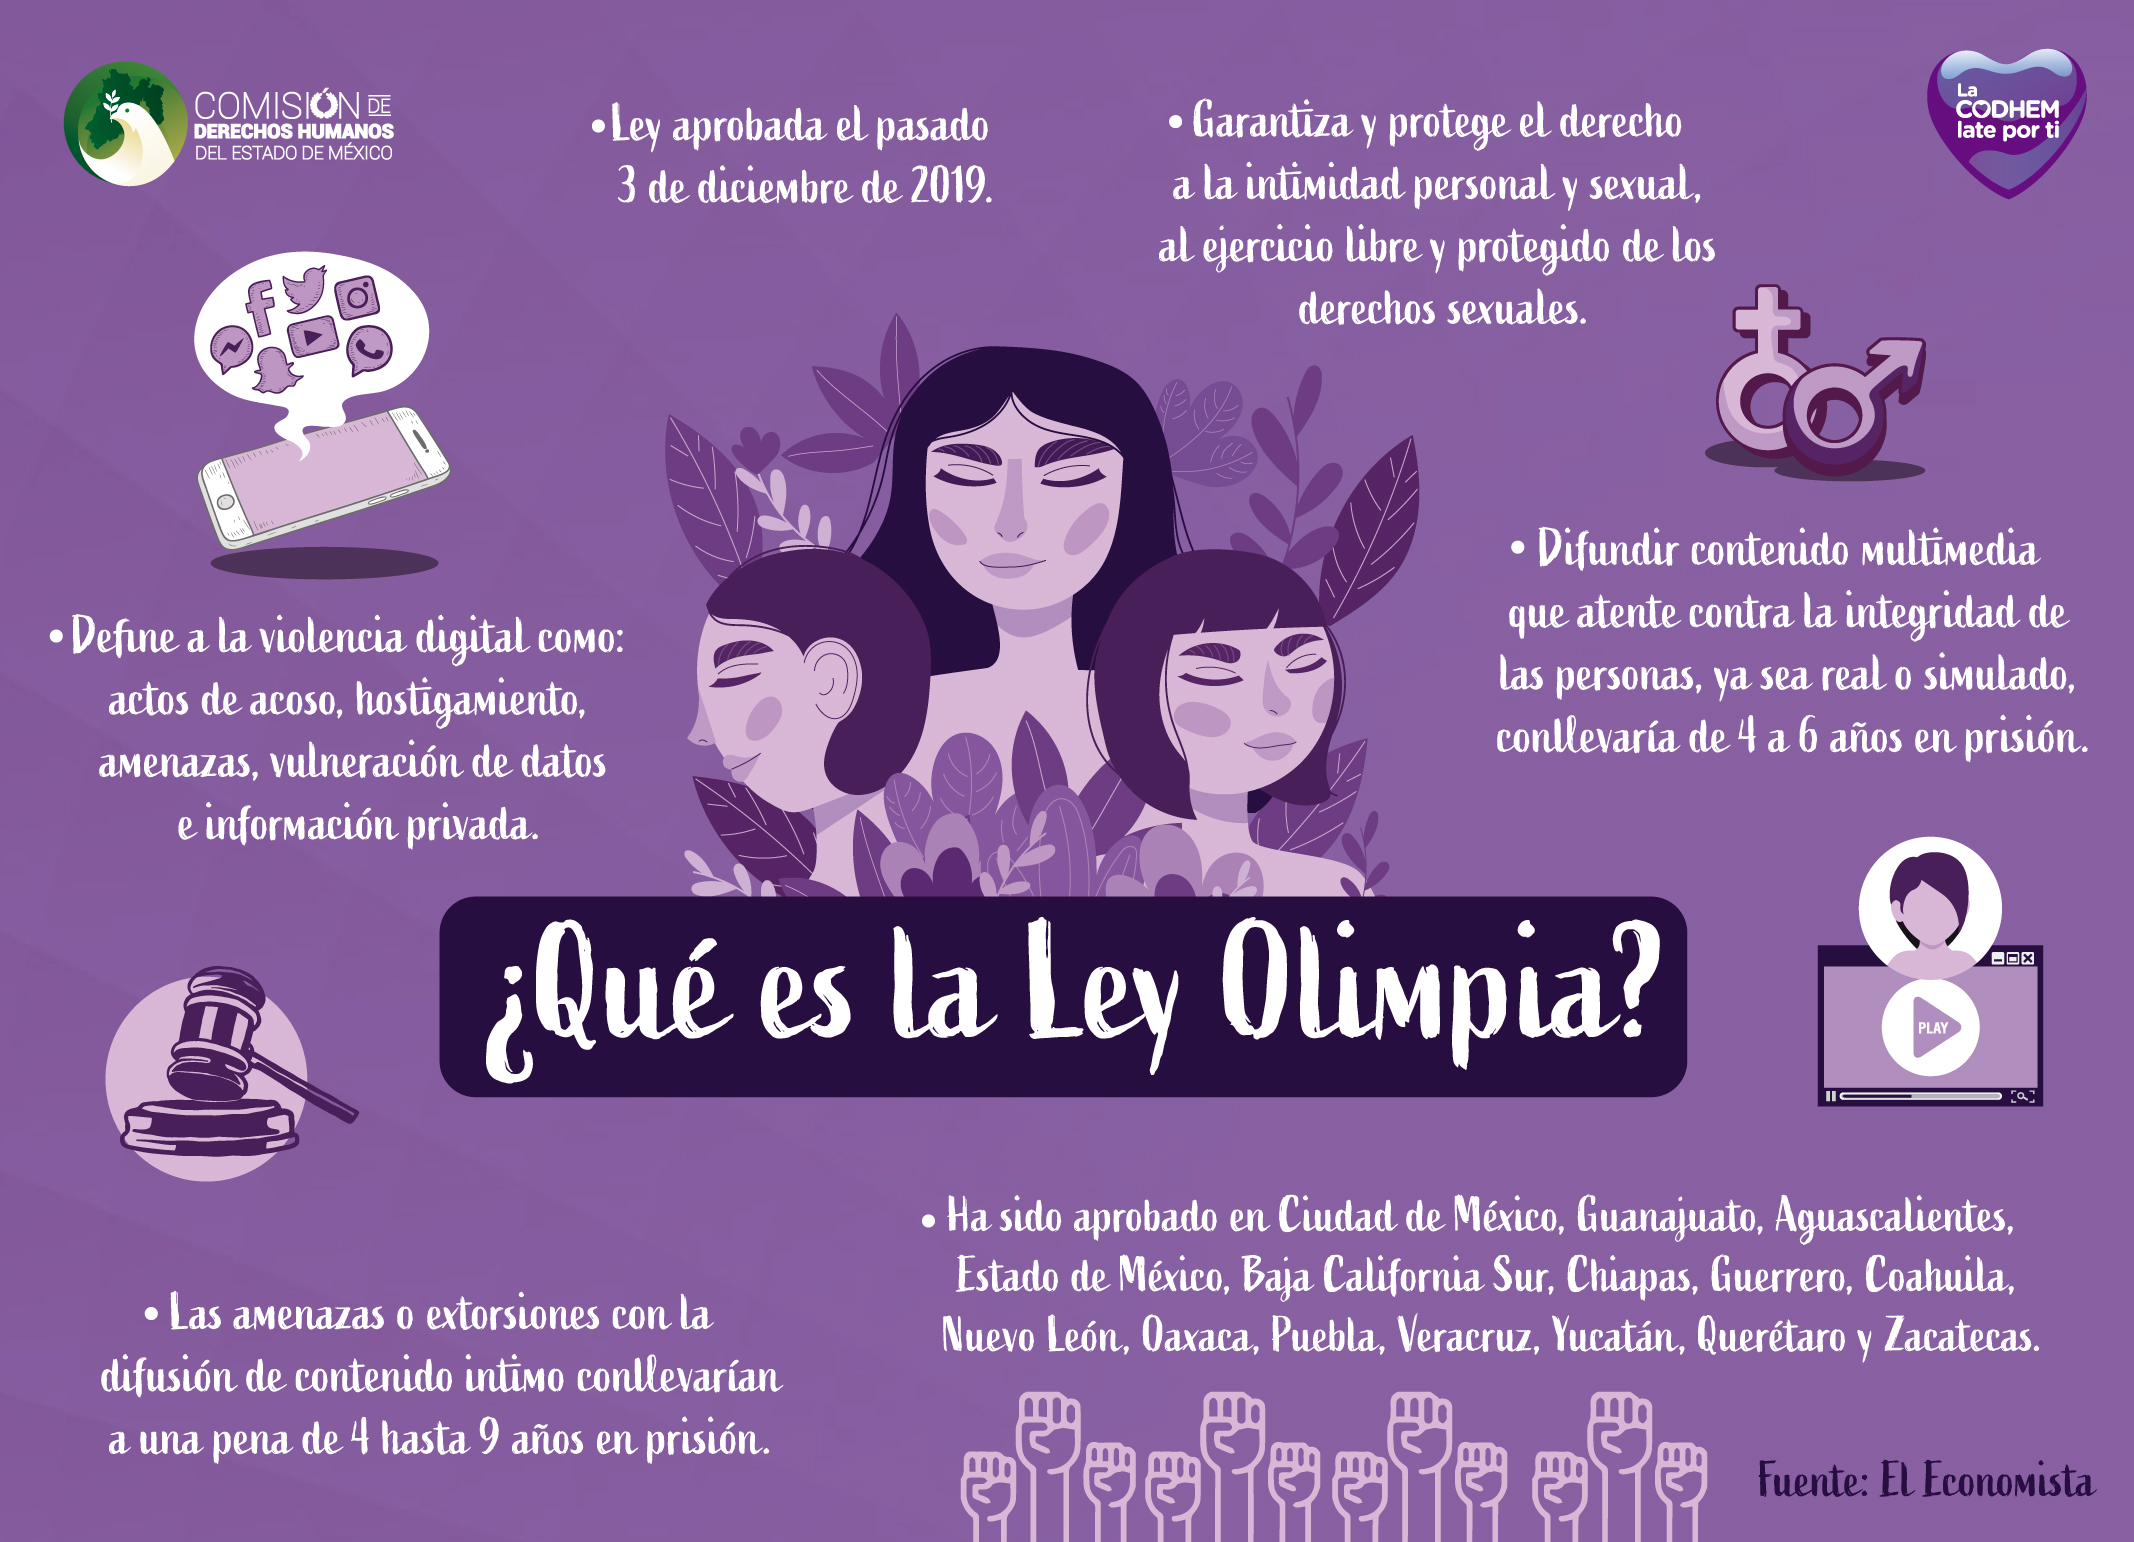 COMISIÓN DE
DERECHOS HUMANOS
DEL ESTADO DE MÉXICO
• Ley aprobada el pasado
3 de diciembre de 2019.
• Garantiza y protege el derecho
a la intimidad personal y sexual,
al ejercicio libre y protegido de los
derechos sexuales.
La
CODHEM
late por ti
• Define a la violencia digital como:
actos de acoso, hostigamiento,
amenazas, vulneración de datos
e información privada.
• Difundir contenido multimedia
que atente contra la integridad de
las personas, ya sea real o simulado,
conllevaría de 4 a 6 años en prisión.
¿Qué es la Ley Olimpia?
PLAY
• Las amenazas o extorsiones con la
difusión de contenido intimo conllevarían
a una pena de 4 hasta 9 años en prisión.
• Ha sido aprobado en Ciudad de México, Guanajuato, Aguascalientes,
Estado de México, Baja California Sur, Chiapas, Guerrero, Coahuila,
Nuevo León, Oaxaca, Puebla, Veracruz, Yucatán, Querétaro y Zacatecas.
Fuente: El Economista